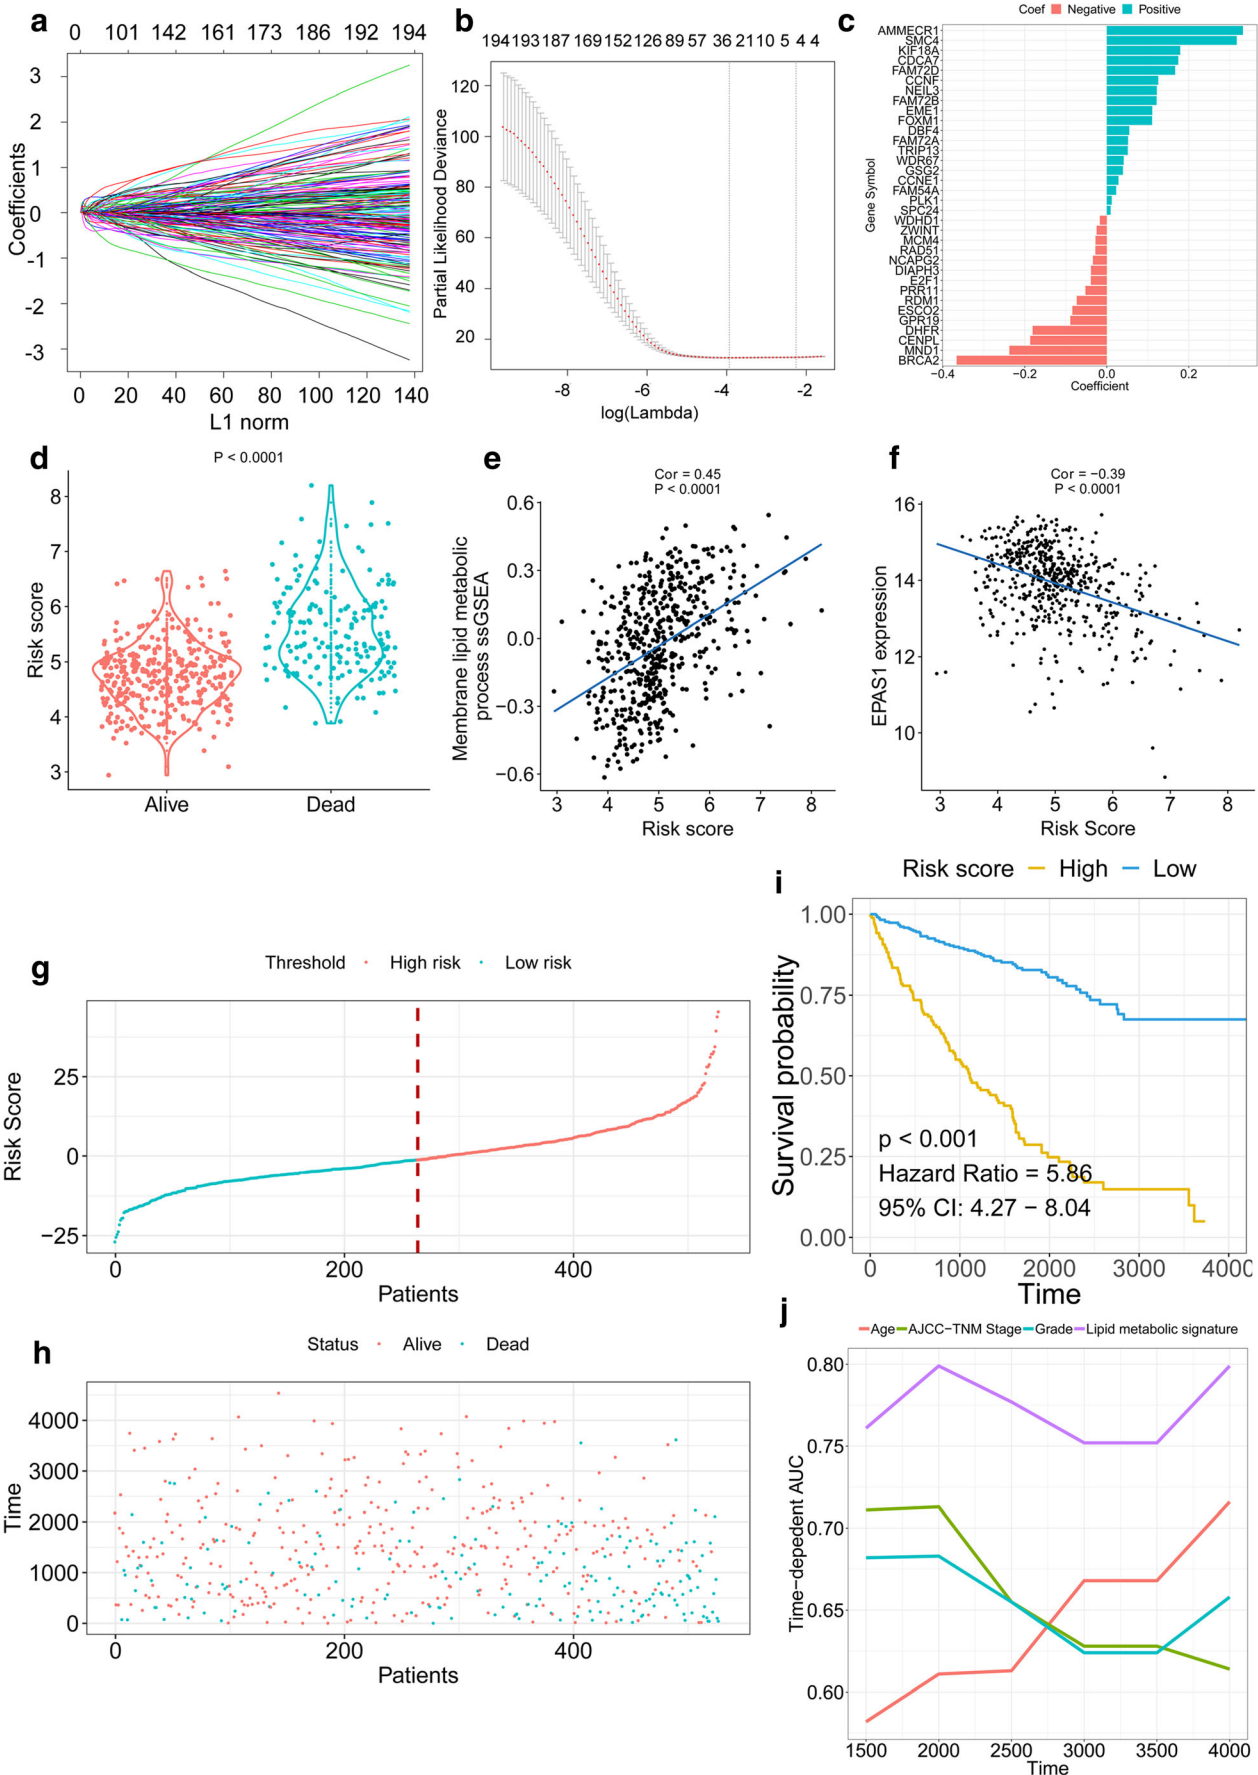 a
0 101 142 161 173 186 192 194
3
2
1
0
-1
-2
-3
Coefficients
0 20 40 60 80 100 120 140
L1 norm
b
194 193 187 169 152 126 89 57 36 21 10 5 4 4
120
100
80
60
40
20
Partial Likelihood Deviance
-8 -6 -4 -2
log(Lambda)
c
Coef Negative Positive
AMMECR1
SMC4
KIF18A
CDCA7
FAM72D
CCNF
NEIL3
FAM72B
EME1
FOXM1
DBF4
FAM72A
TRIP13
WDR67
GSG2
CCNE1
FAM54A
PLK1
SPC24
WDHD1
ZWINT
MCM4
RAD51
NCAPG2
DIAPH3
E2F1
PRR11
RDM1
ESCO2
GPR19
DHFR
CENPL
MND1
BRCA2
Gene Symbol
−0.4 −0.2 0.0 0.2
Coefficient
d
P < 0.0001
8
7
6
5
4
3
Risk score
Alive Dead
e
Cor = 0.45
P < 0.0001
0.6
0.3
0.0
−0.3
−0.6
Membrane lipid metabolic
process ssGSEA
3 4 5 6 7 8
Risk score
f
Cor = −0.39
P < 0.0001
16
14
12
10
EPAS1 expression
3 4 5 6 7 8
Risk Score
g
Threshold High risk Low risk
25
0
−25
Risk Score
0 200 400
Patients
h
Status Alive Dead
4000
3000
2000
1000
0
Time
0 200 400
Patients
i
Risk score High Low
1.00
0.75
0.50
0.25
0.00
Survival probability
p < 0.001
Hazard Ratio = 5.86
95% CI: 4.27 − 8.04
0 1000 2000 3000 4000
Time
j
Age AJCC−TNM Stage Grade Lipid metabolic signature
0.80
0.75
0.70
0.65
0.60
Time−depedent AUC
1500 2000 2500 3000 3500 4000
Time